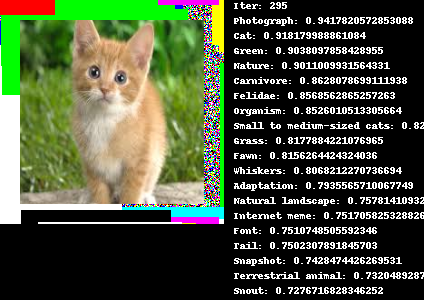 Iter: 295
Photograph: 0.9417820572853088
Cat: 0.918179988861084
Green: 0.9038097858428955
Nature: 0.9011009931564331
Carnivore: 0.8628078699111938
Felidae: 0.8568562865257263
Organism: 0.8526010513305664
Small to medium-sized cats: 0.82
Grass: 0.8177884221076965
Fawn: 0.8156264424324036
Whiskers: 0.8068212270736694
Adaptation: 0.7935565710067749
Natural landscape: 0.75781410932
Internet meme: 0.751705825328826
Font: 0.7510748505592346
Tail: 0.7502307891845703
Snapshot: 0.7428474426269531
Terrestrial animal: 0.7320489287
Snout: 0.7276716828346252